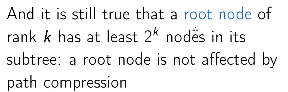 And it is still true that a root node of
rank k has at least 2^k nodes in its
subtree: a root node is not affected by
path compression